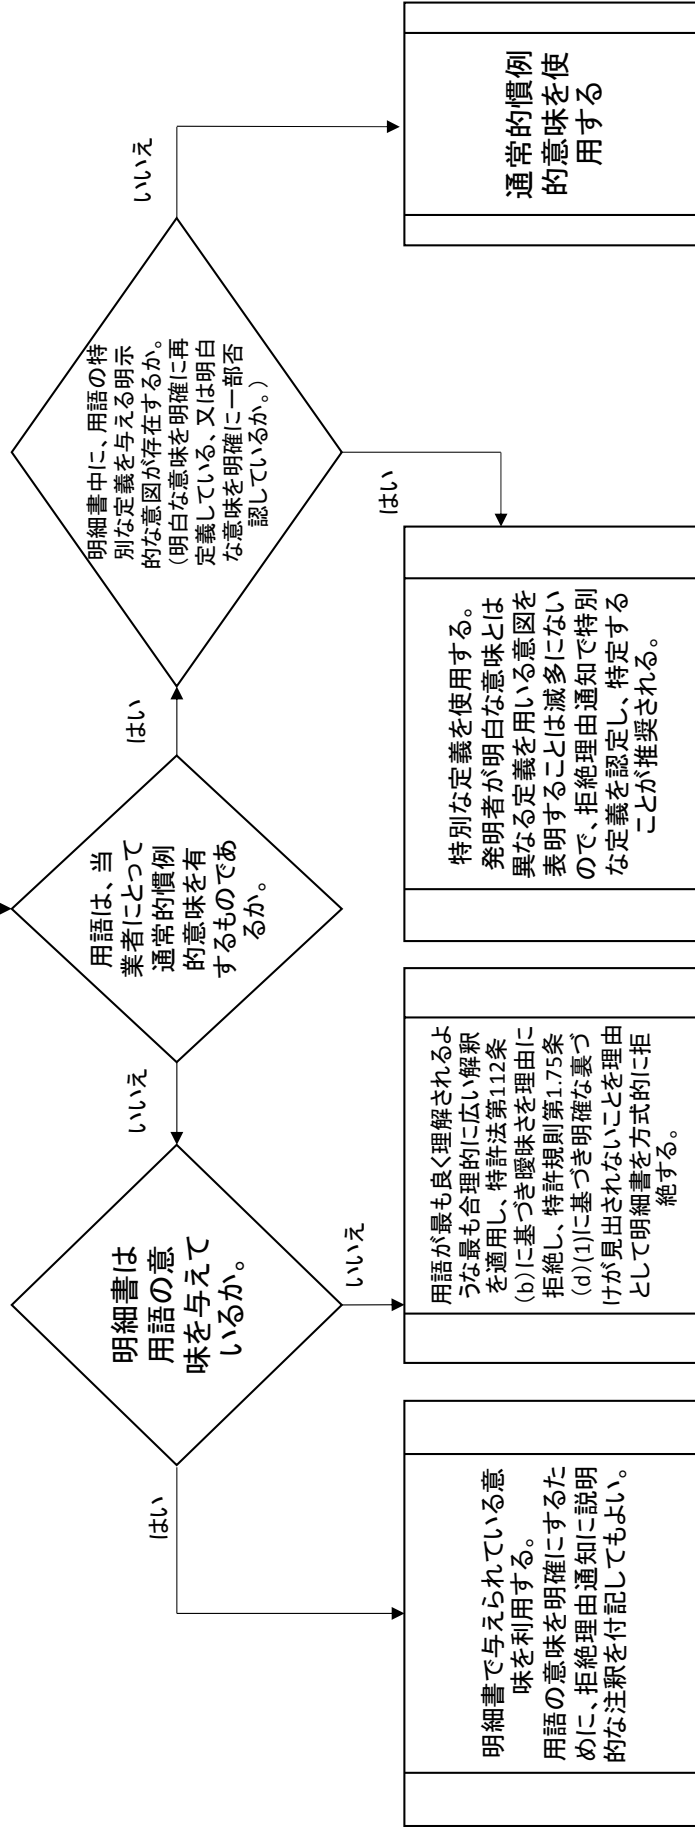 用語は、当
業者にとって
通常的慣例
的意味を有
するものであ
るか。
いいえ
はい
明細書は
用語の意
味を与えて
いるか。
はい
いいえ
明細書中に、用語の特
別な定義を与える明示
的な意図が存在するか。
（明白な意味を明確に再
定義している、又は明白
な意味を明確に一部否
認しているか。）
いいえ
はい
明細書で与えられている意
味を利用する。
用語の意味を明確にするた
めに、拒絶理由通知に説明
的な注釈を付記してもよい。
用語が最も良く理解されるよ
うな最も合理的に広い解釈
を適用し、特許法第112条
(b)に基づき曖昧さを理由に
拒絶し、特許規則第1.75条
(d)(1)に基づき明確な裏づ
けが見出されないことを理由
として明細書を方式的に拒
絶する。
特別な定義を使用する。
発明者が明白な意味とは
異なる定義を用いる意図を
表明することは滅多にない
ので、拒絶理由通知で特別
な定義を認定し、特定する
ことが推奨される。
通常的慣例
的意味を使
用する